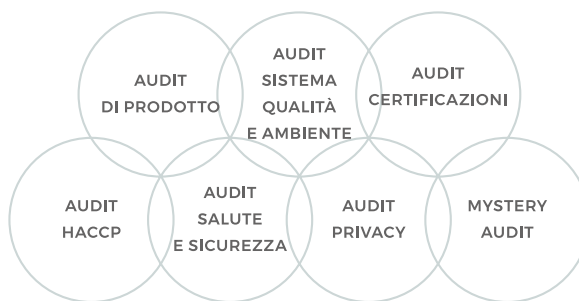 AUDIT
DI PRODOTTO
AUDIT
SISTEMA
QUALITÀ
E AMBIENTE
AUDIT
CERTIFICAZIONI
AUDIT
HACCP
AUDIT
SALUTE
E SICUREZZA
AUDIT
PRIVACY
MYSTERY
AUDIT